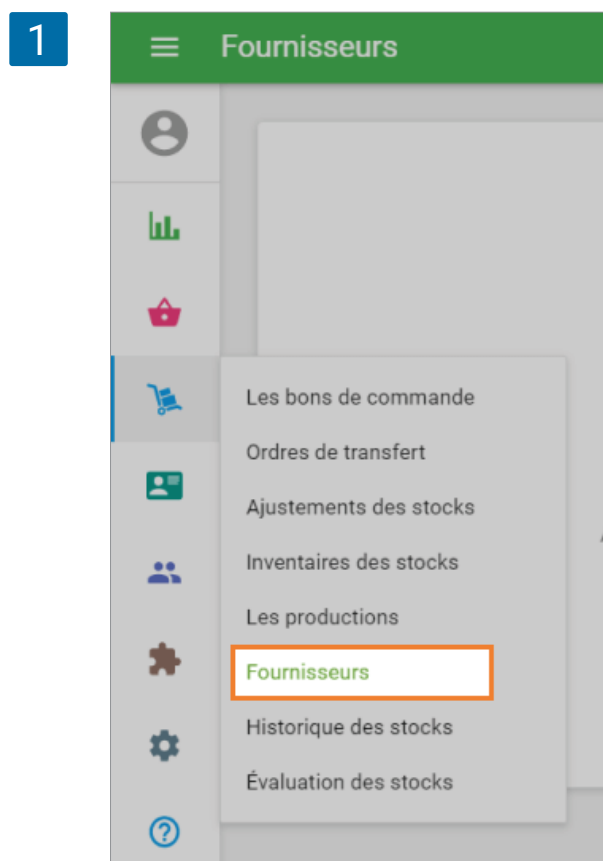 1
Fournisseurs
Les bons de commande
Ordres de transfert
Ajustements des stocks
Inventaires des stocks
Les productions
Fournisseurs
Historique des stocks
Évaluation des stocks